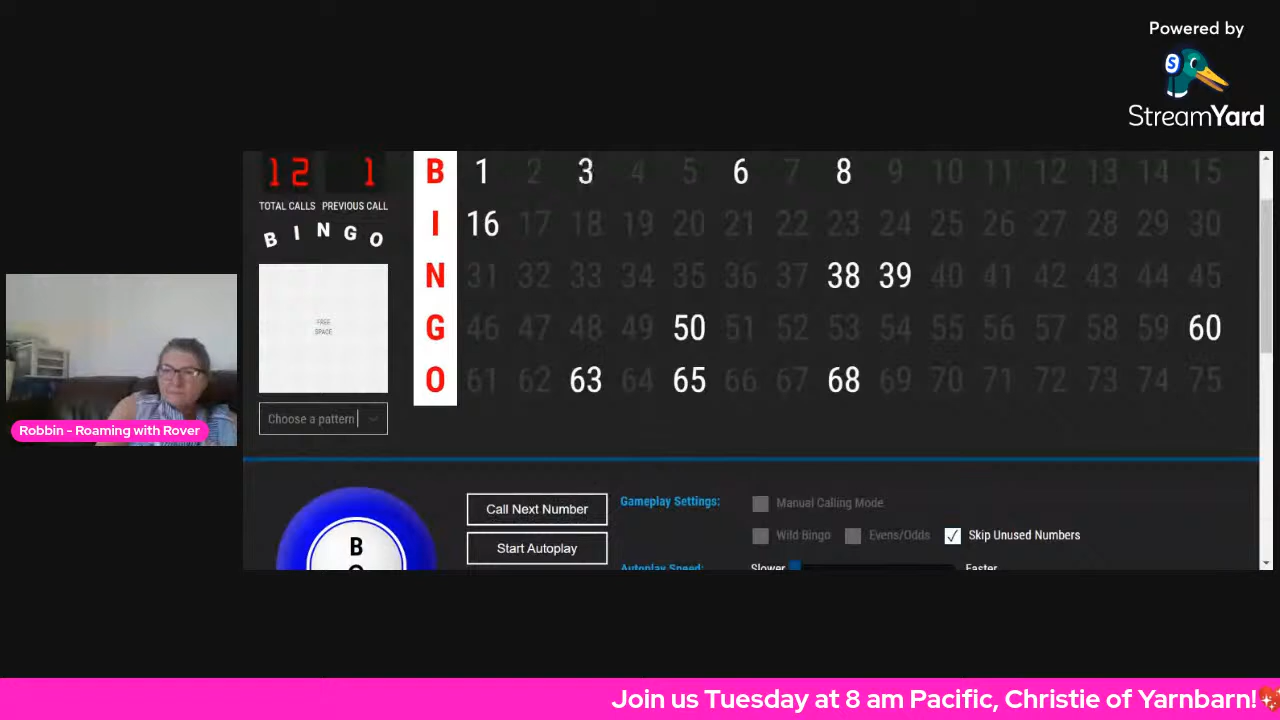 Powered by
StreamYard
12 1
TOTAL CALLS PREVIOUS CALL
BINGO
FREE
SPACE
Choose a pattern
B 1 2 3 4 5 6 7 8 9 10 11 12 13 14 15
I 16 17 18 19 20 21 22 23 24 25 26 27 28 29 30
N 31 32 33 34 35 36 37 38 39 40 41 42 43 44 45
G 46 47 48 49 50 51 52 53 54 55 56 57 58 59 60
O 61 62 63 64 65 66 67 68 69 70 71 72 73 74 75
Robbin - Roaming with Rover
B
Call Next Number
Start Autoplay
Gameplay Settings:
Manual Calling Mode
Wild Bingo Evens/Odds Skip Unused Numbers
Autoplay Speed: Slower Faster
Join us Tuesday at 8 am Pacific, Christie of Yarnbarn!